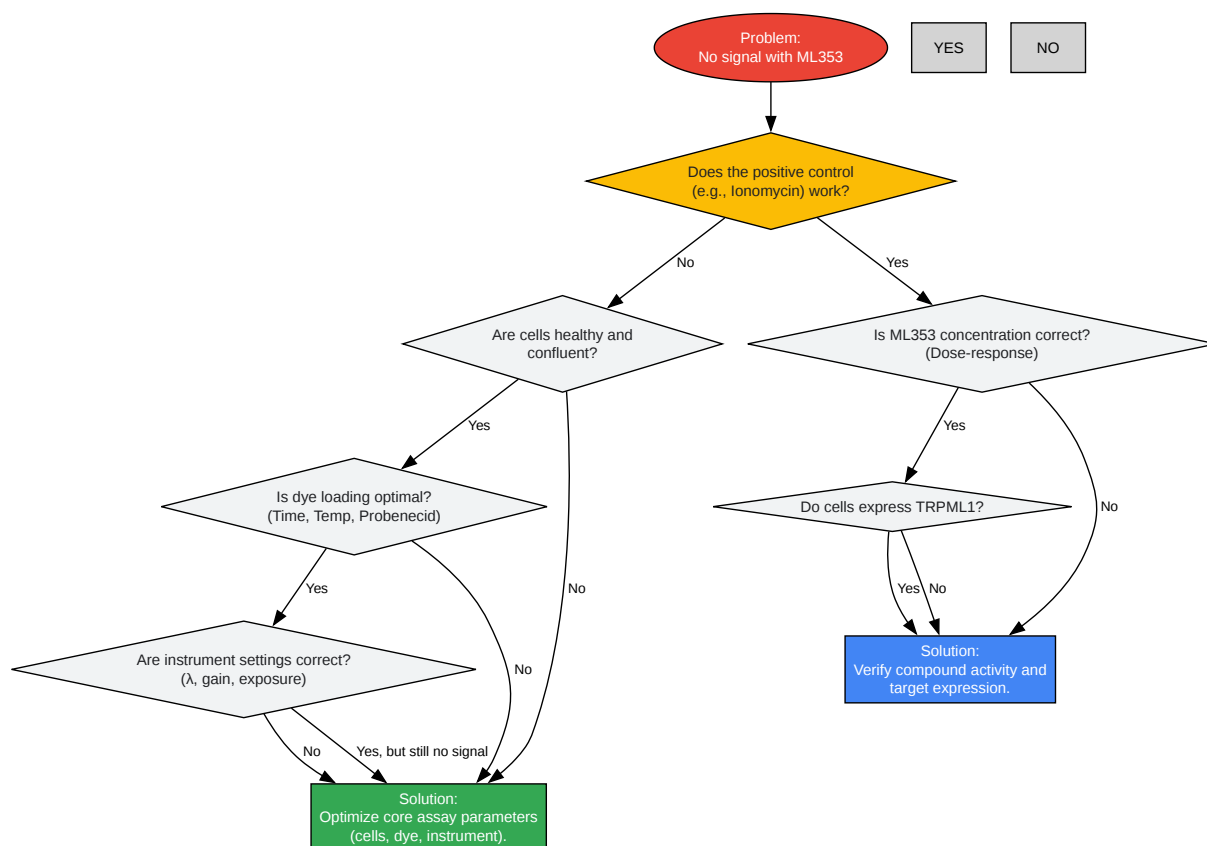 Problem:
No signal with ML353
YES
NO
Does the positive control
(e.g., Ionomycin) work?
No
Yes
Are cells healthy and
confluent?
Is ML353 concentration correct?
(Dose-response)
Yes
Yes
Is dye loading optimal?
(Time, Temp, Probenecid)
Do cells express TRPML1?
No
Yes
No
Yes
No
Are instrument settings correct?
(λ, gain, exposure)
No
Solution:
Verify compound activity and
target expression.
No
Yes, but still no signal
Solution:
Optimize core assay parameters
(cells, dye, instrument).